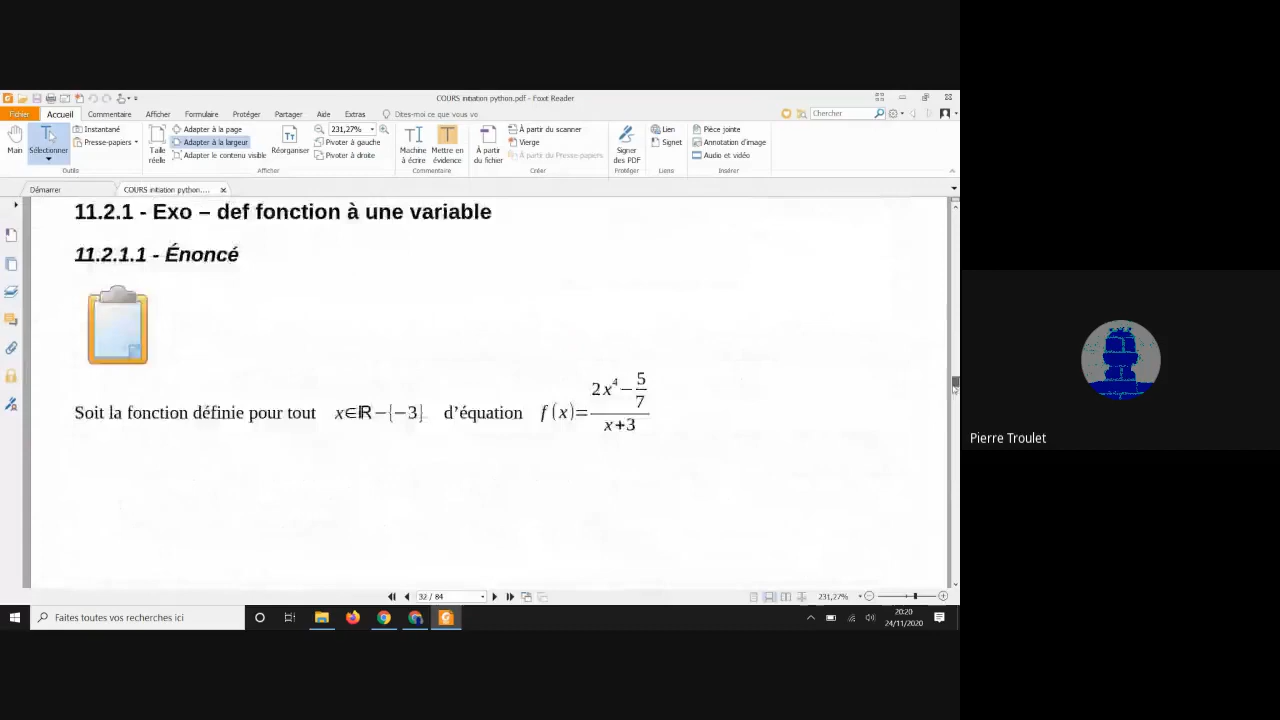 COURS initiation python.pdf - Foxit Reader
Fichier Accueil Commentaire Afficher Formulaire Protéger Partager Aide Extras Dites-moi ce que vous vo Chercher
Main
Sélectionner
Instantané
Presse-papiers
Outils
Taille réelle
Adapter à la page
Adapter à la largeur
Adapter le contenu visible
Réorganiser
231,27%
Pivoter à gauche
Pivoter à droite
Afficher
Machine à écrire
Mettre en évidence
Commentaire
À partir du fichier
À partir du scanner
Vierge
À partir du Presse-papiers
Créer
Signer des PDF
Protéger
Lien
Signet
Liens
Pièce jointe
Annotation d'image
Audio et vidéo
Insérer
Démarrer COURS initiation python....
11.2.1 - Exo – def fonction à une variable
11.2.1.1 - Énoncé
Soit la fonction définie pour tout x∈ℝ−{−3} d’équation f(x)=(2x⁴−5/7)/(x+3)
Pierre Troulet
32 / 84 231,27%
Faites toutes vos recherches ici
20:20
24/11/2020